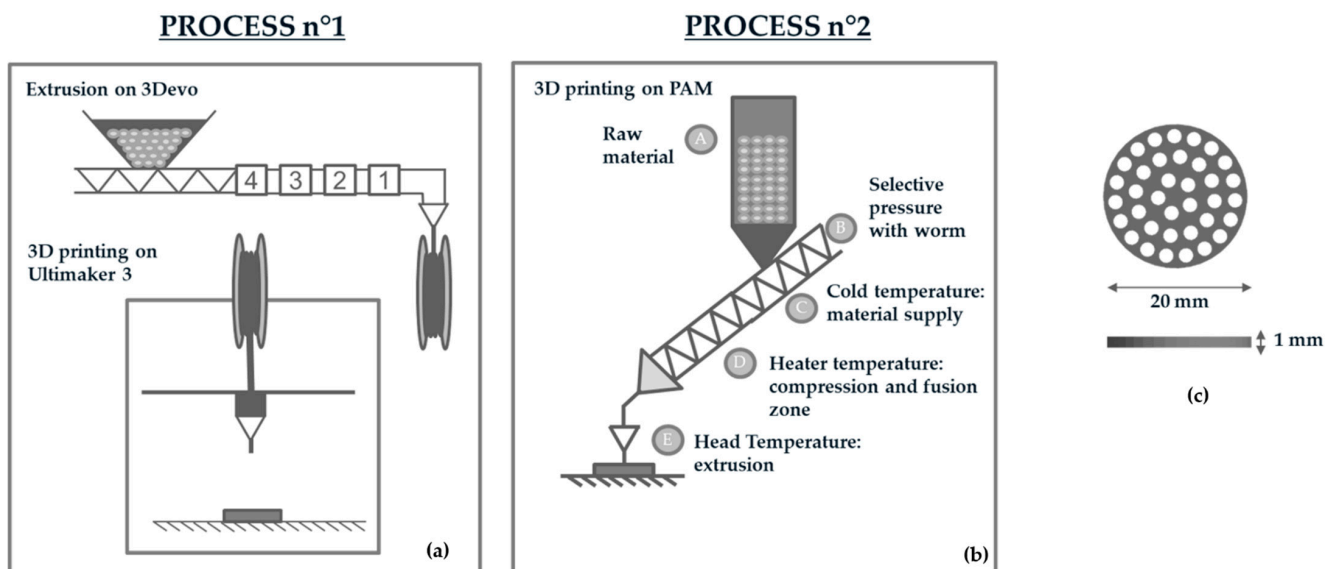 PROCESS n°1
Extrusion on 3Devo
4 3 2 1
3D printing on
Ultimaker 3
(a)
PROCESS n°2
3D printing on PAM
A
Raw
material
B
Selective
pressure
with worm
C
Cold temperature:
material supply
D
Heater temperature:
compression and fusion
zone
E
Head Temperature:
extrusion
(b)
20 mm
1 mm
(c)